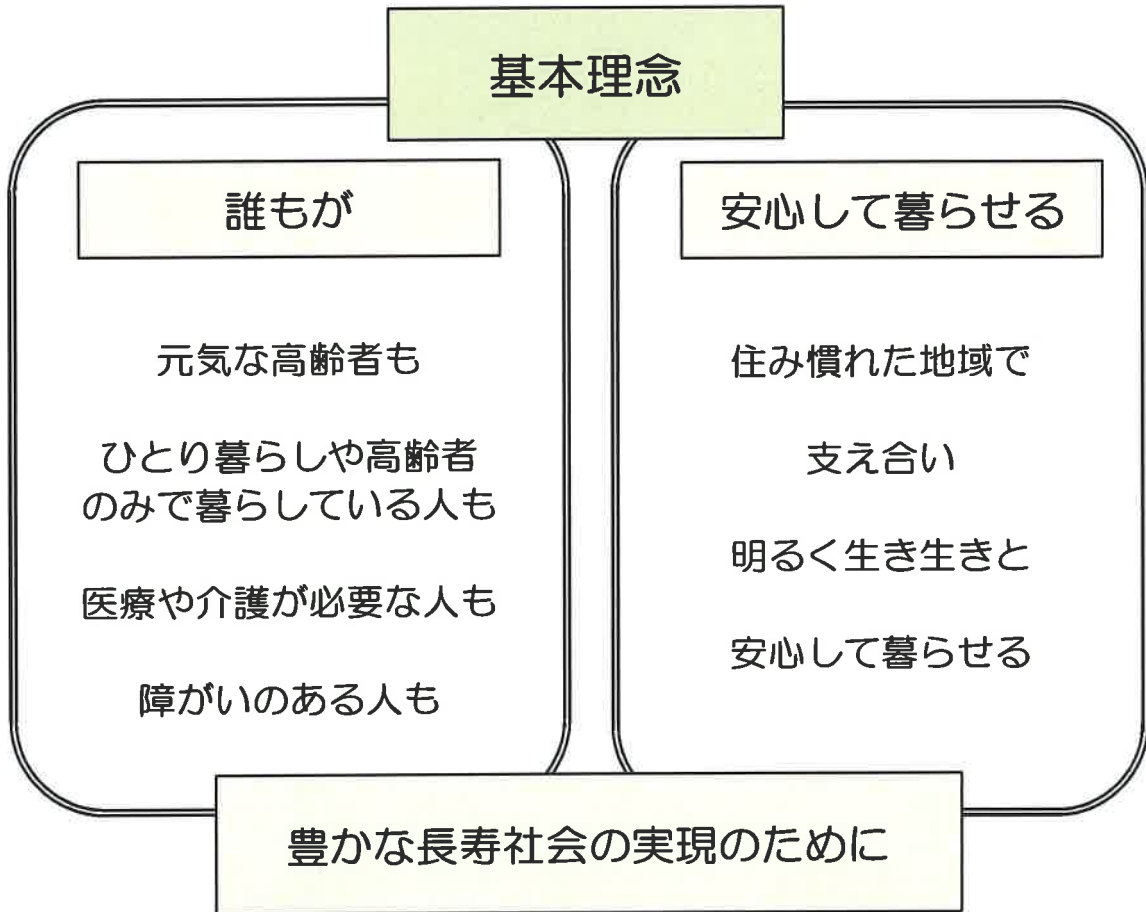 基本理念
誰もが
元気な高齢者も
ひとり暮らしや高齢者
のみで暮らしている人も
医療や介護が必要な人も
障がいのある人も
安心して暮らせる
住み慣れた地域で
支え合い
明るく生き生きと
安心して暮らせる
豊かな長寿社会の実現のために